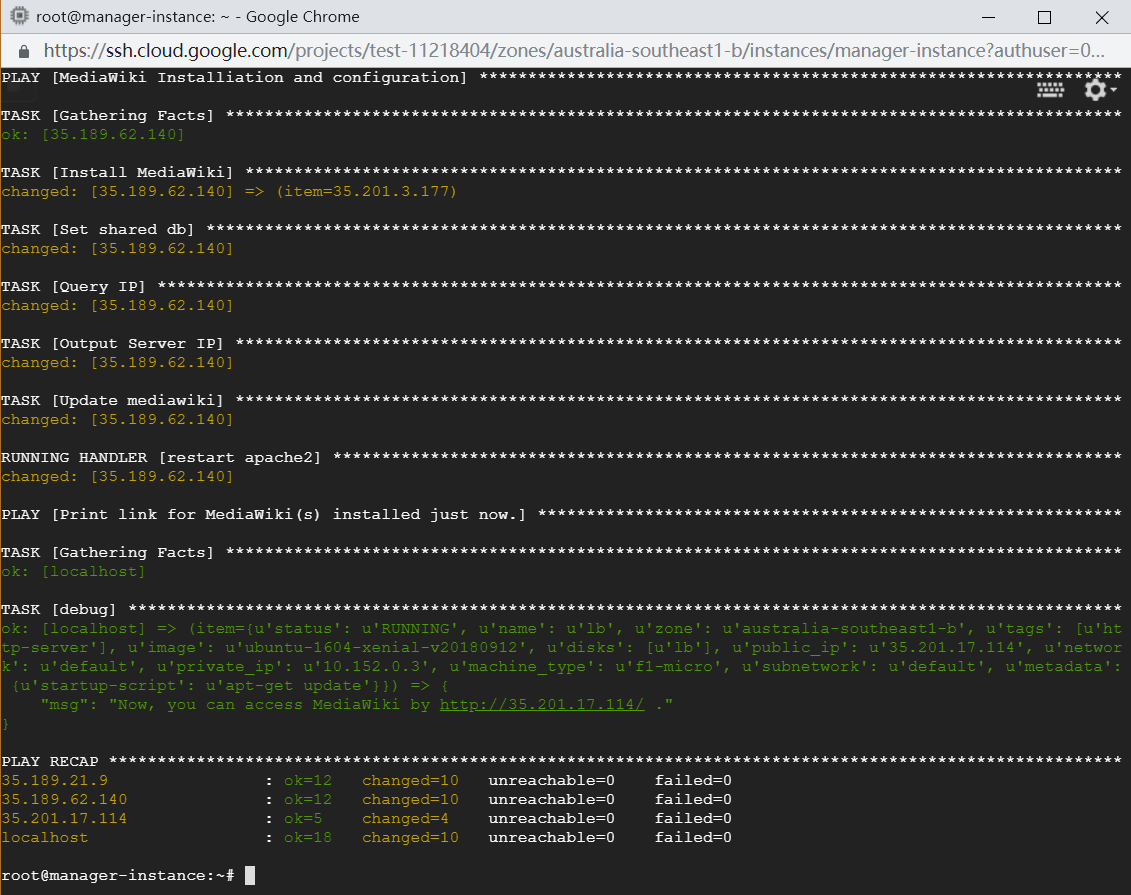 root@manager-instance: ~ - Google Chrome
https://ssh.cloud.google.com/projects/test-11218404/zones/australia-southeast1-b/instances/manager-instance?authuser=0...
PLAY [MediaWiki Installiation and configuration] ******************************************************************
TASK [Gathering Facts] ********************************************************************************************
ok: [35.189.62.140]
TASK [Install MediaWiki] ******************************************************************************************
changed: [35.189.62.140] => (item=35.201.3.177)
TASK [Set shared db] **********************************************************************************************
changed: [35.189.62.140]
TASK [Query IP] ***************************************************************************************************
changed: [35.189.62.140]
TASK [Output Server IP] *******************************************************************************************
changed: [35.189.62.140]
TASK [Update mediawiki] *******************************************************************************************
changed: [35.189.62.140]
RUNNING HANDLER [restart apache2] *********************************************************************************
changed: [35.189.62.140]
PLAY [Print link for MediaWiki(s) installed just now.] ************************************************************
TASK [Gathering Facts] ********************************************************************************************
ok: [localhost]
TASK [debug] ******************************************************************************************************
ok: [localhost] => (item={u'status': u'RUNNING', u'name': u'lb', u'zone': u'australia-southeast1-b', u'tags': [u'ht
tp-server'], u'image': u'ubuntu-1604-xenial-v20180912', u'disks': [u'lb'], u'public_ip': u'35.201.17.114', u'networ
k': u'default', u'private_ip': u'10.152.0.3', u'machine_type': u'f1-micro', u'subnetwork': u'default', u'metadata':
{u'startup-script': u'apt-get update'}}) => {
"msg": "Now, you can access MediaWiki by http://35.201.17.114/ ."
}
PLAY RECAP ********************************************************************************************************
35.189.21.9 : ok=12 changed=10 unreachable=0 failed=0
35.189.62.140 : ok=12 changed=10 unreachable=0 failed=0
35.201.17.114 : ok=5 changed=4 unreachable=0 failed=0
localhost : ok=18 changed=10 unreachable=0 failed=0
root@manager-instance:~#